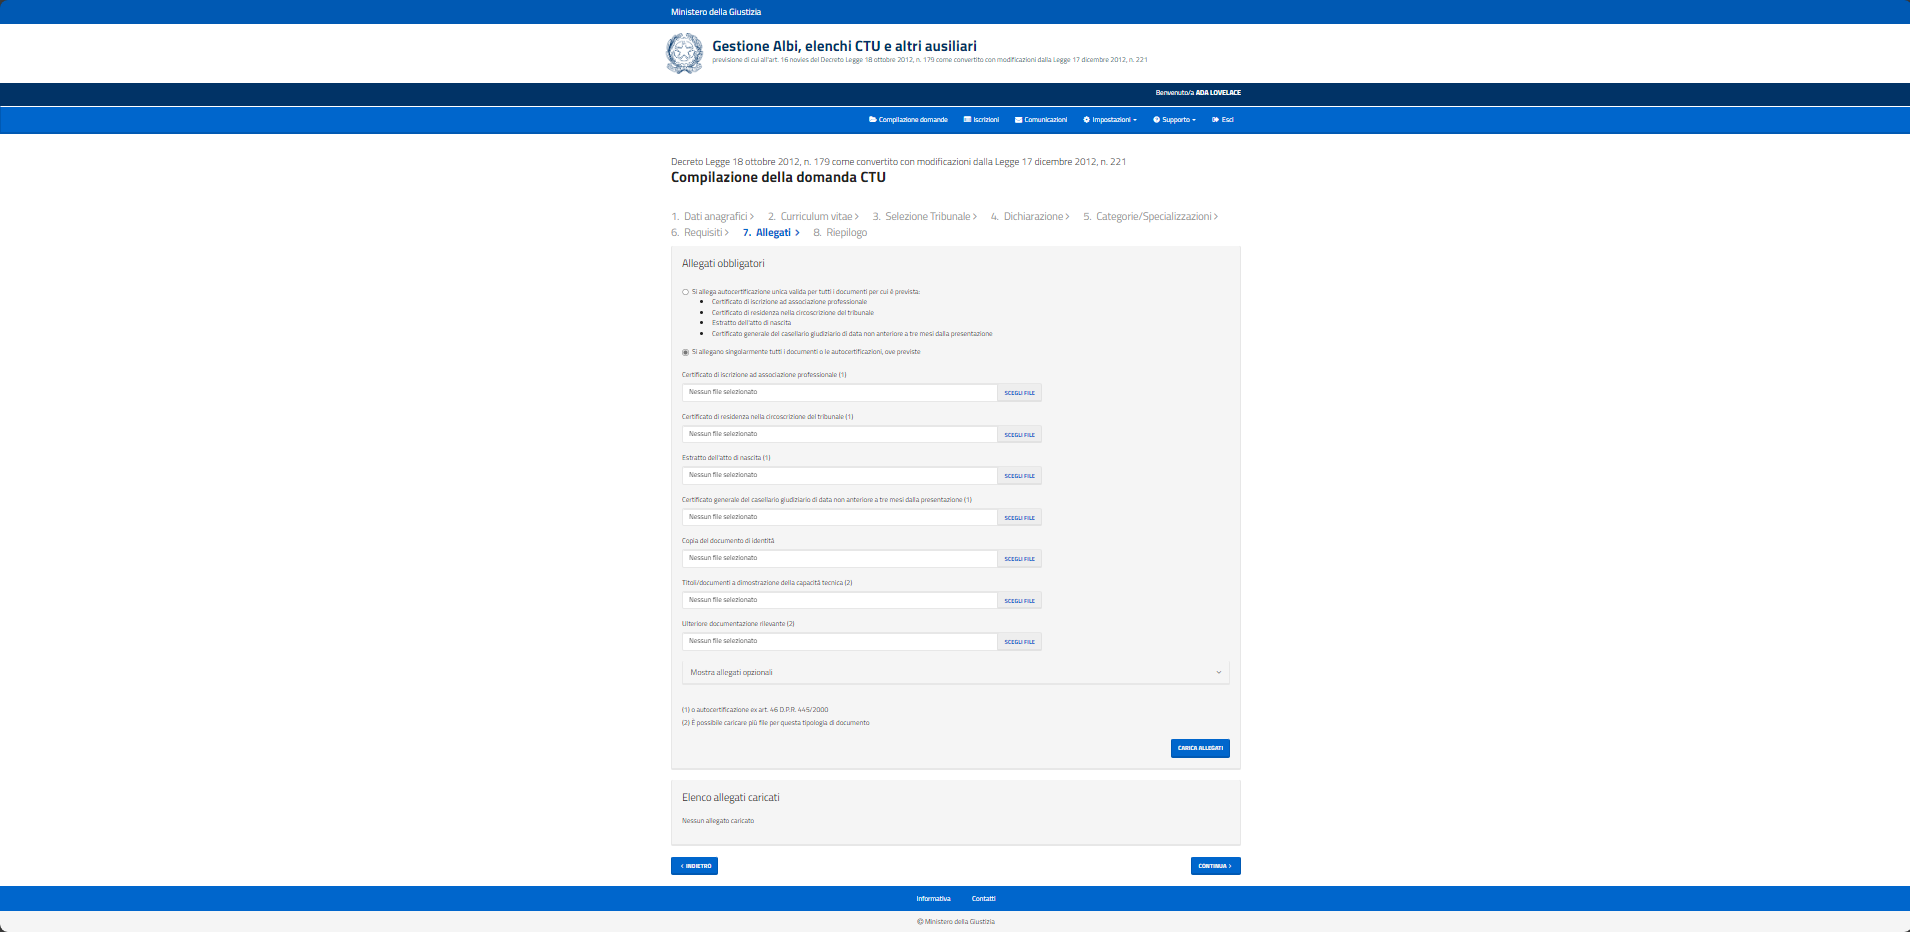 Ministero della Giustizia
Gestione Albi, elenchi CTU e altri ausiliari
previsione di cui all'art. 16 novies del Decreto Legge 18 ottobre 2012, n. 179 come convertito con modificazioni dalla Legge 17 dicembre 2012, n. 221
Benvenuto/a ADA LOVELACE
Compilazione domande Iscrizioni Comunicazioni Impostazioni Supporto Esci
Decreto Legge 18 ottobre 2012, n. 179 come convertito con modificazioni dalla Legge 17 dicembre 2012, n. 221
Compilazione della domanda CTU
1. Dati anagrafici > 2. Curriculum vitae > 3. Selezione Tribunale > 4. Dichiarazione > 5. Categorie/Specializzazioni >
6. Requisiti > 7. Allegati > 8. Riepilogo
Allegati obbligatori
Si allega autocertificazione unica valida per tutti i documenti per cui è prevista:
• Certificato di iscrizione ad associazione professionale
• Certificato di residenza nella circoscrizione del tribunale
• Estratto dell'atto di nascita
• Certificato generale del casellario giudiziario di data non anteriore a tre mesi dalla presentazione
Si allegano singolarmente tutti i documenti o le autocertificazioni, ove previste
Certificato di iscrizione ad associazione professionale (1)
Nessun file selezionato SCEGLI FILE
Certificato di residenza nella circoscrizione del tribunale (1)
Nessun file selezionato SCEGLI FILE
Estratto dell'atto di nascita (1)
Nessun file selezionato SCEGLI FILE
Certificato generale del casellario giudiziario di data non anteriore a tre mesi dalla presentazione (1)
Nessun file selezionato SCEGLI FILE
Copia del documento di identità
Nessun file selezionato SCEGLI FILE
Titoli/documenti a dimostrazione della capacità tecnica (2)
Nessun file selezionato SCEGLI FILE
Ulteriore documentazione rilevante (2)
Nessun file selezionato SCEGLI FILE
Mostra allegati opzionali
(1) o autocertificazione ex art. 46 D.P.R. 445/2000
(2) È possibile caricare più file per questa tipologia di documento
CARICA ALLEGATI
Elenco allegati caricati
Nessun allegato caricato
< INDIETRO CONTINUA >
Informativa Contatti
© Ministero della Giustizia